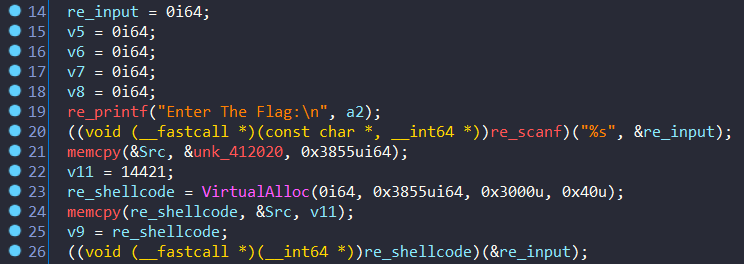 14 re_input = 0i64;
15 v5 = 0i64;
16 v6 = 0i64;
17 v7 = 0i64;
18 v8 = 0i64;
19 re_printf("Enter The Flag:\n", a2);
20 ((void (__fastcall *)(const char *, __int64 *))re_scanf)("%s", &re_input);
21 memcpy(&Src, &unk_412020, 0x3855ui64);
22 v11 = 14421;
23 re_shellcode = VirtualAlloc(0i64, 0x3855ui64, 0x3000u, 0x40u);
24 memcpy(re_shellcode, &Src, v11);
25 v9 = re_shellcode;
26 ((void (__fastcall *)(__int64 *))re_shellcode)(&re_input);